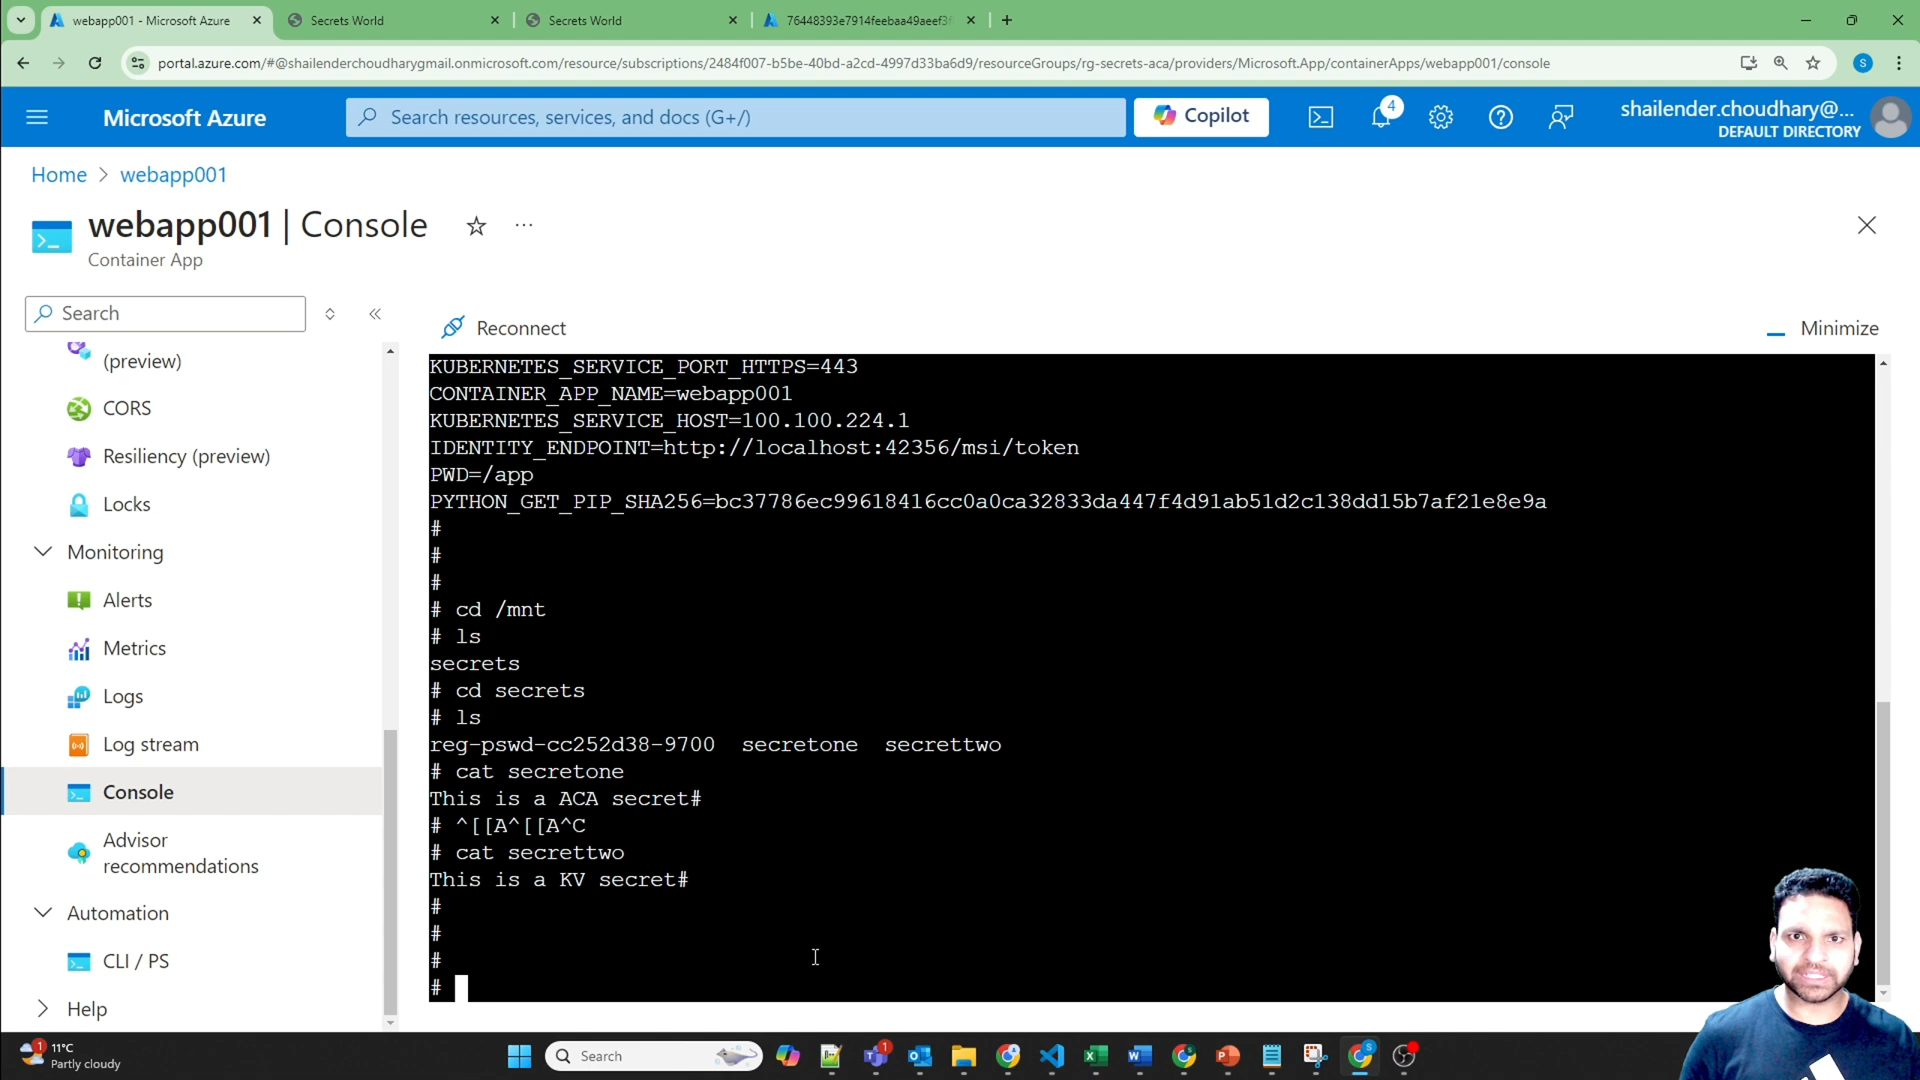 webapp001 - Microsoft Azure
Secrets World
Secrets World
portal.azure.com/#@shailenderchoudharygmail.onmicrosoft.com/resource/subscriptions/2484f007-b5be-40bd-a2cd-4997d33ba6d9/resourceGroups/rg-secrets-aca/providers/Microsoft.App/containerApps/webapp001/console
S
Microsoft Azure
Search resources, services, and docs (G+/)
Copilot
4
shailender.choudhary@...
DEFAULT DIRECTORY
Home > webapp001
webapp001 | Console
Container App
Search
Reconnect
Minimize
(preview)
CORS
Resiliency (preview)
Locks
Monitoring
Alerts
Metrics
Logs
Log stream
Console
Advisor
recommendations
Automation
CLI / PS
Help
KUBERNETES_SERVICE_PORT_HTTPS=443
CONTAINER_APP_NAME=webapp001
KUBERNETES_SERVICE_HOST=100.100.224.1
IDENTITY_ENDPOINT=http://localhost:42356/msi/token
PWD=/app
PYTHON_GET_PIP_SHA256=bc37786ec99618416cc0a0ca32833da447f4d91ab51d2c138dd15b7af21e8e9a
#
#
#
# cd /mnt
# ls
secrets
# cd secrets
# ls
reg-pswd-cc252d38-9700  secretone  secrettwo
# cat secretone
This is a ACA secret#
# ^[[A^[[A^C
# cat secrettwo
This is a KV secret#
#
#
#
#
1
11°C
Partly cloudy
Search
1